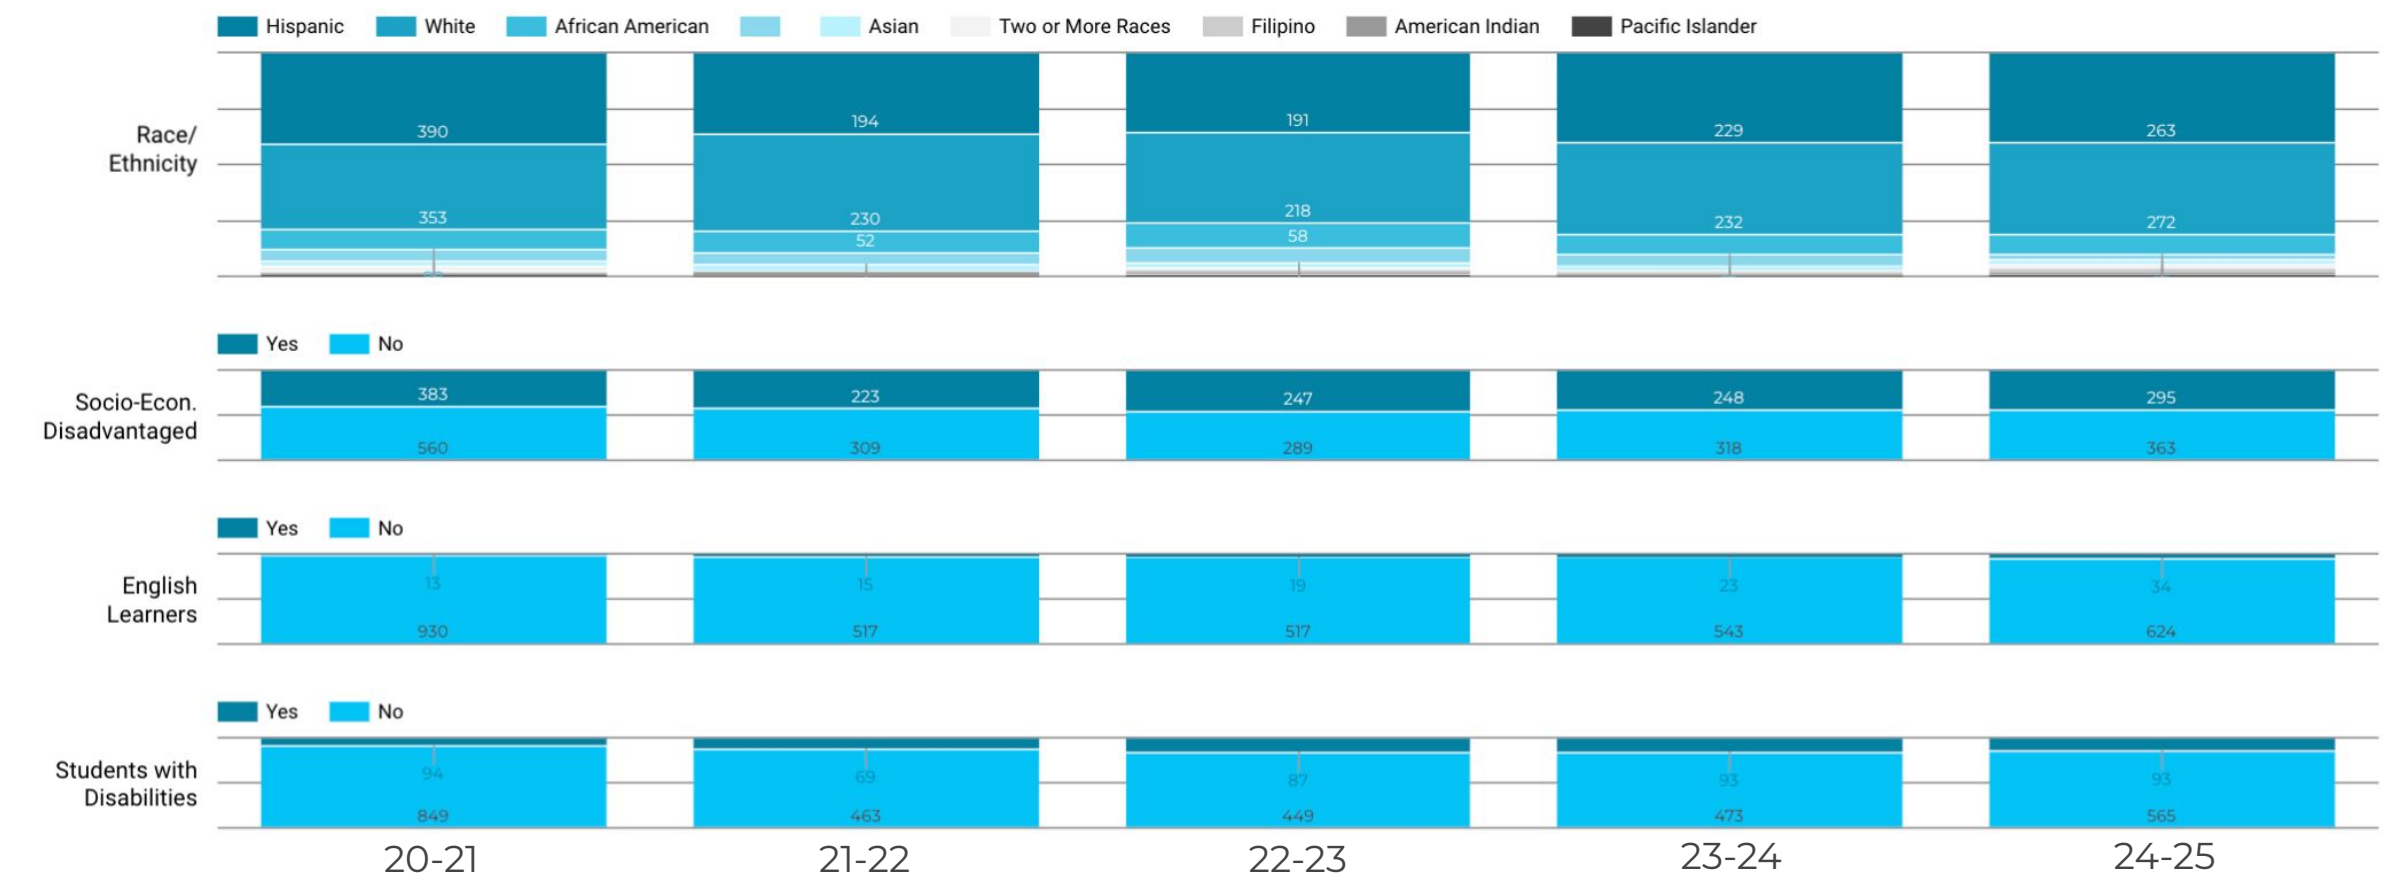 Hispanic White African American Asian Two or More Races Filipino American Indian Pacific Islander
Race/
Ethnicity
390 194 191 229 263
353 230 218 232 272
52 58
Yes No
Socio-Econ.
Disadvantaged
383 223 247 248 295
560 309 289 318 363
Yes No
English
Learners
13 15 19 23 34
930 517 517 543 624
Yes No
Students with
Disabilities
94 69 87 93 93
849 463 449 473 565
20-21 21-22 22-23 23-24 24-25